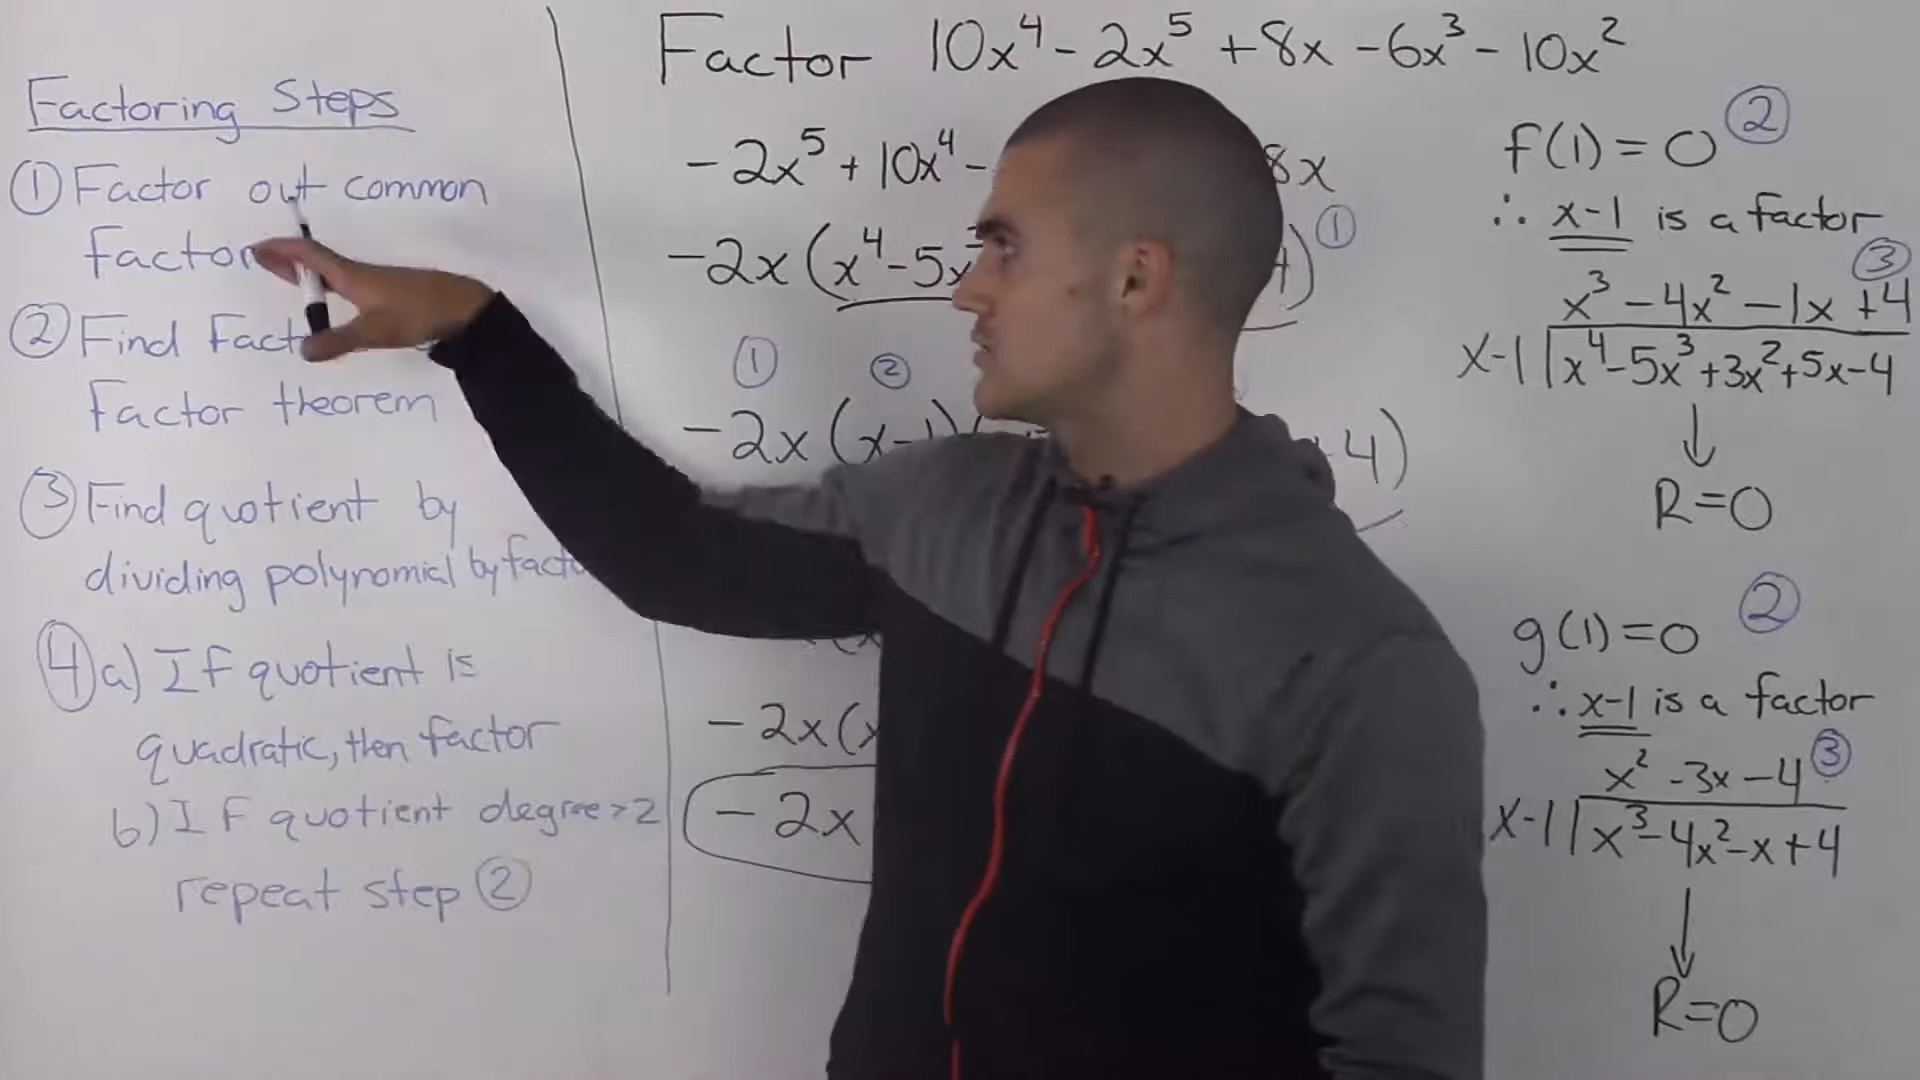 Factoring Steps
① Factor out common
Factor
② Find
Factor theorem
③ Find quotient by
dividing polynomial by
④ a) IF quotient is
quadratic, then factor
b) IF quotient degree > 2
repeat step ②
Factor 10x⁴ - 2x⁵ + 8x - 6x³ - 10x²
-2x⁵ + 10x⁴ - 8x
-2x(x⁴ - 5x ) ①
① ②
-2x(x-1)( + 4)
-2x(x
-2x
f(1) = 0 ②
∴ x-1 is a factor
③
x³ - 4x² - 1x + 4
x-1 | x⁴ - 5x³ + 3x² + 5x - 4
↓
R=0
g(1) = 0 ②
∴ x-1 is a factor
x² - 3x - 4 ③
x-1 | x³ - 4x² - x + 4
↓
R=0